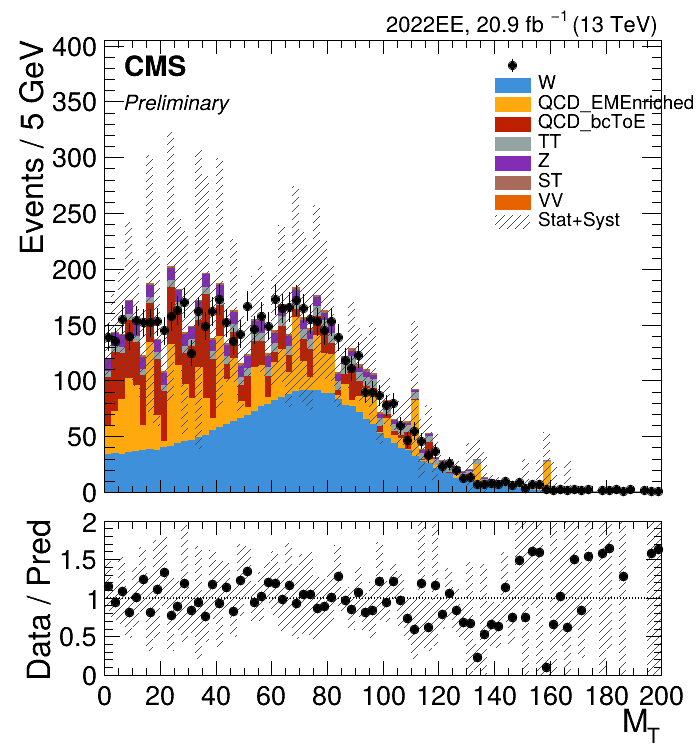 2022EE, 20.9 fb⁻¹ (13 TeV)
CMS
Preliminary
W
QCD_EMEnriched
QCD_bcToE
TT
Z
ST
VV
Stat+Syst
Events / 5 GeV
400
350
300
250
200
150
100
50
0
Data / Pred
2
1.5
1
0.5
0
0 20 40 60 80 100 120 140 160 180 200
M_T